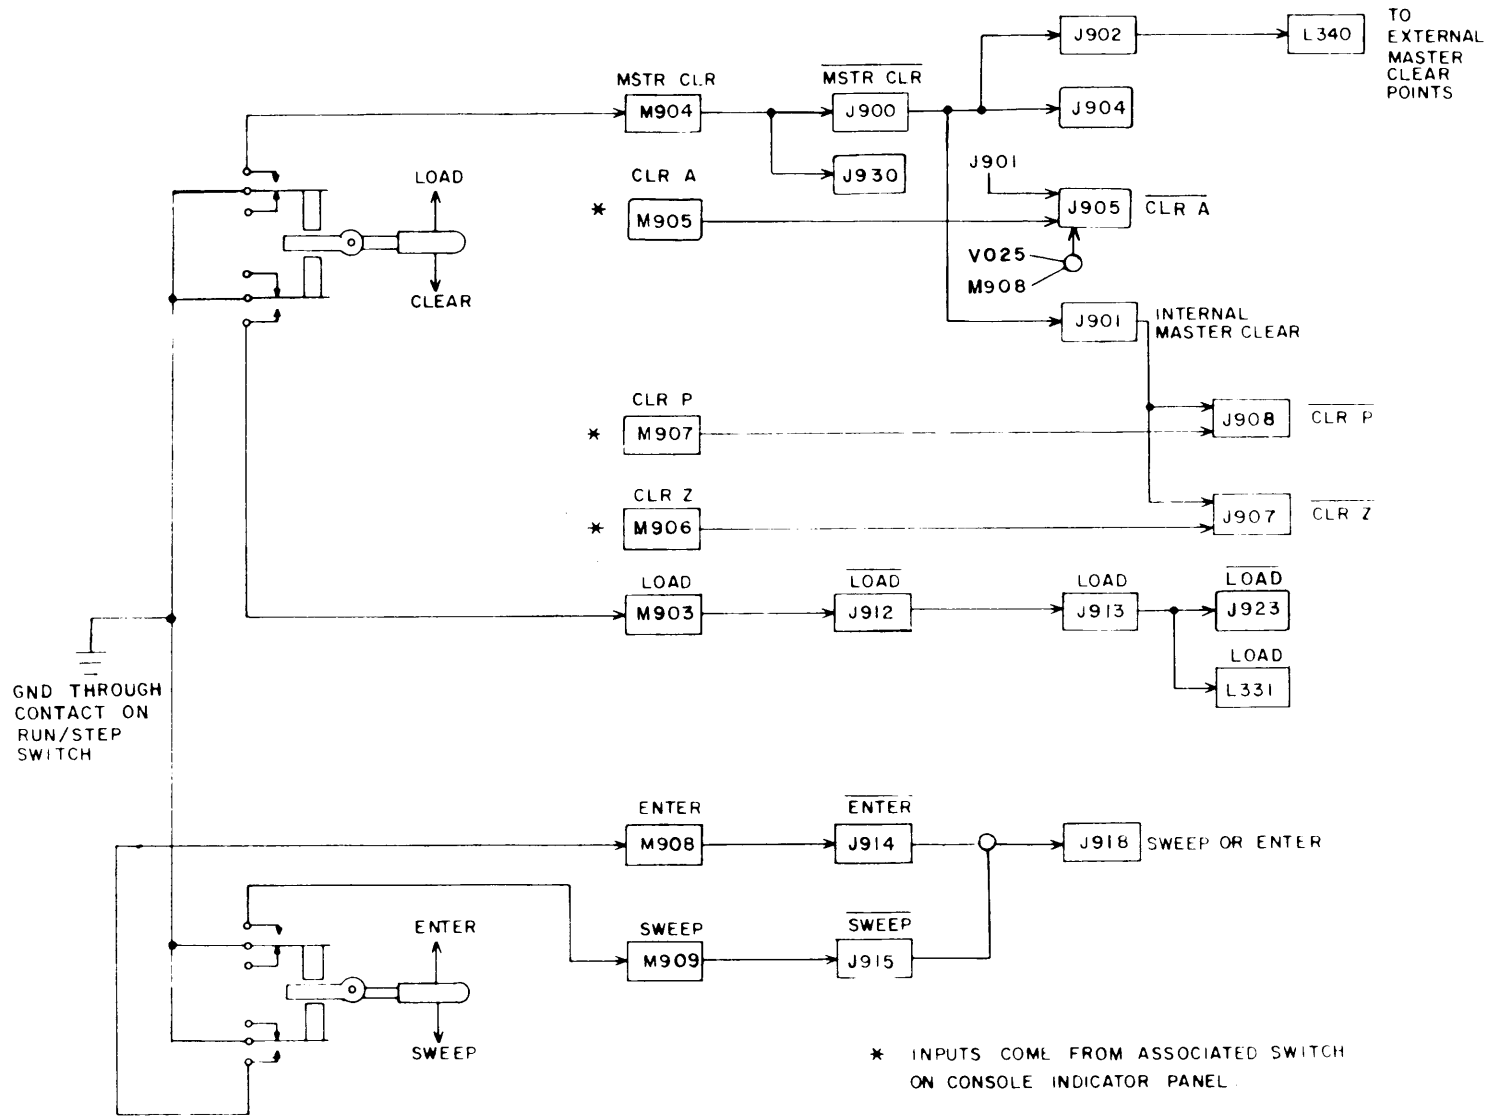 TO
EXTERNAL
MASTER
CLEAR
POINTS
J902
L340
MSTR CLR
MSTR CLR
M904
J900
J904
J930
J901
CLR A
M905
J905
CLR A
V025
M908
LOAD
CLEAR
J901
INTERNAL
MASTER CLEAR
CLR P
M907
J908
CLR P
CLR Z
M906
J907
CLR Z
LOAD
M903
LOAD
J912
LOAD
J913
LOAD
J923
LOAD
L331
GND THROUGH
CONTACT ON
RUN/STEP
SWITCH
ENTER
M908
ENTER
J914
J918
SWEEP OR ENTER
SWEEP
M909
SWEEP
J915
ENTER
SWEEP
* INPUTS COME FROM ASSOCIATED SWITCH
ON CONSOLE INDICATOR PANEL.
*
*
*